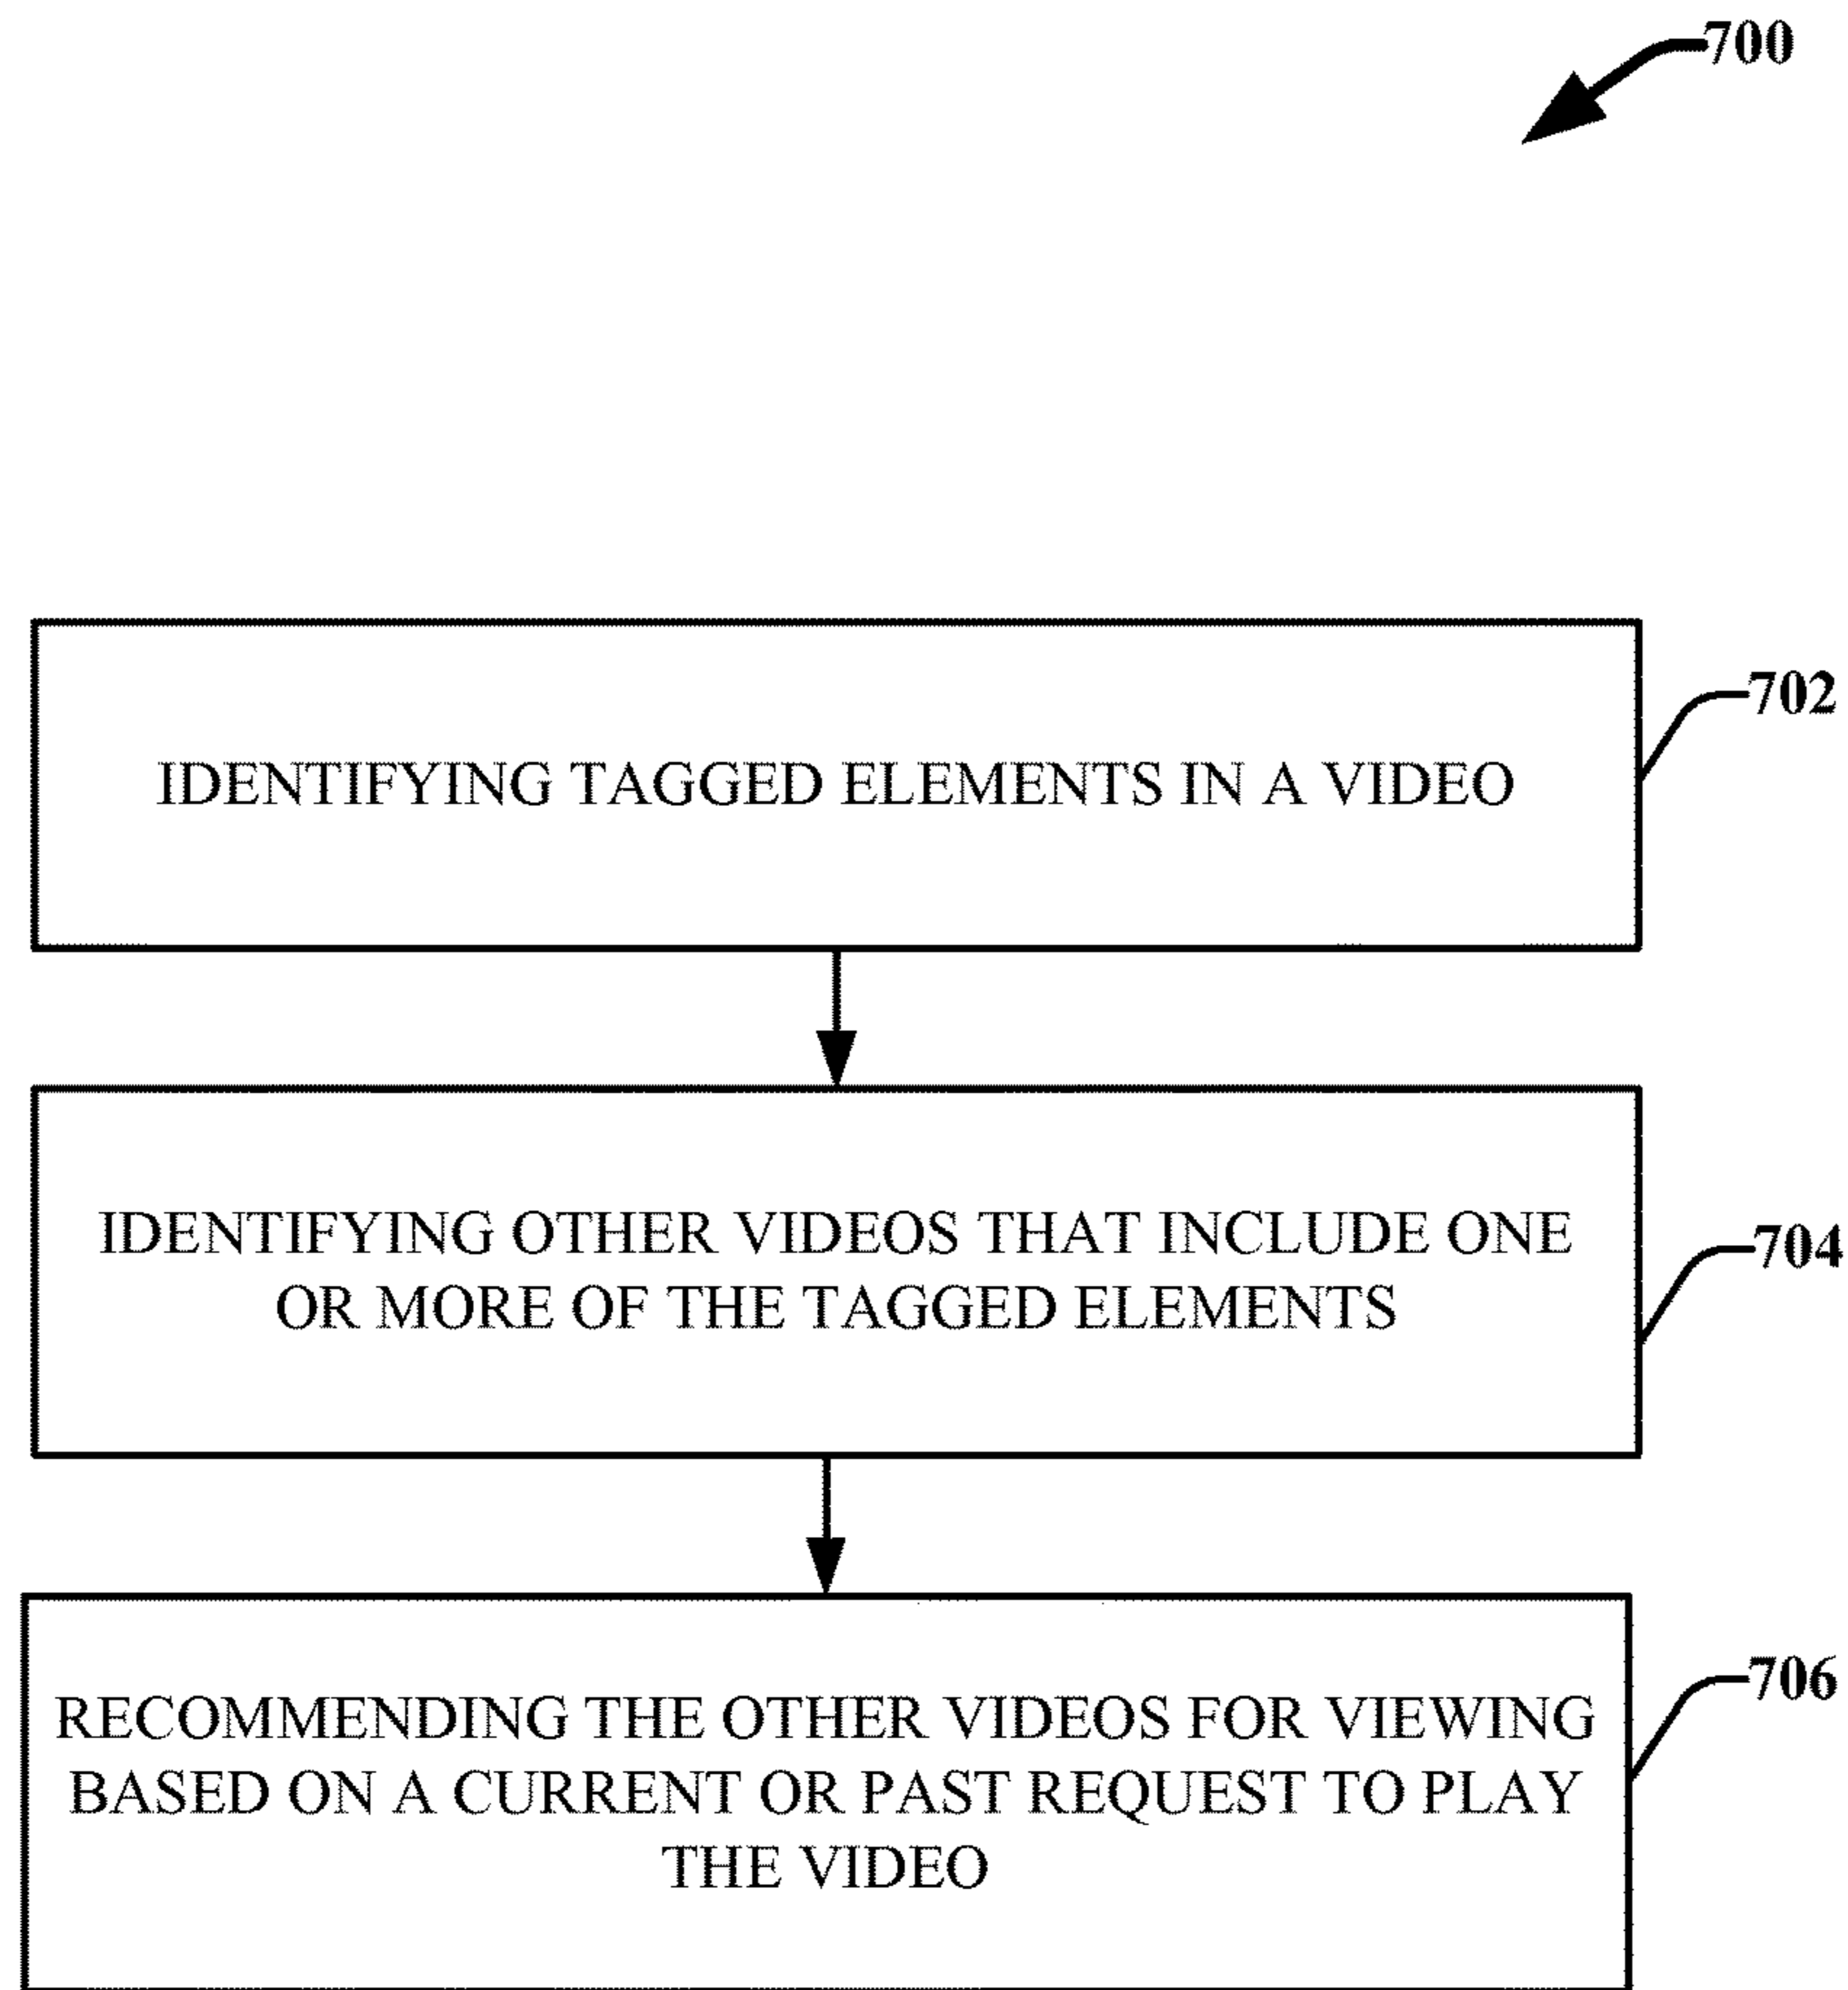 700
IDENTIFYING TAGGED ELEMENTS IN A VIDEO
702
IDENTIFYING OTHER VIDEOS THAT INCLUDE ONE
OR MORE OF THE TAGGED ELEMENTS
704
RECOMMENDING THE OTHER VIDEOS FOR VIEWING
BASED ON A CURRENT OR PAST REQUEST TO PLAY
THE VIDEO
706